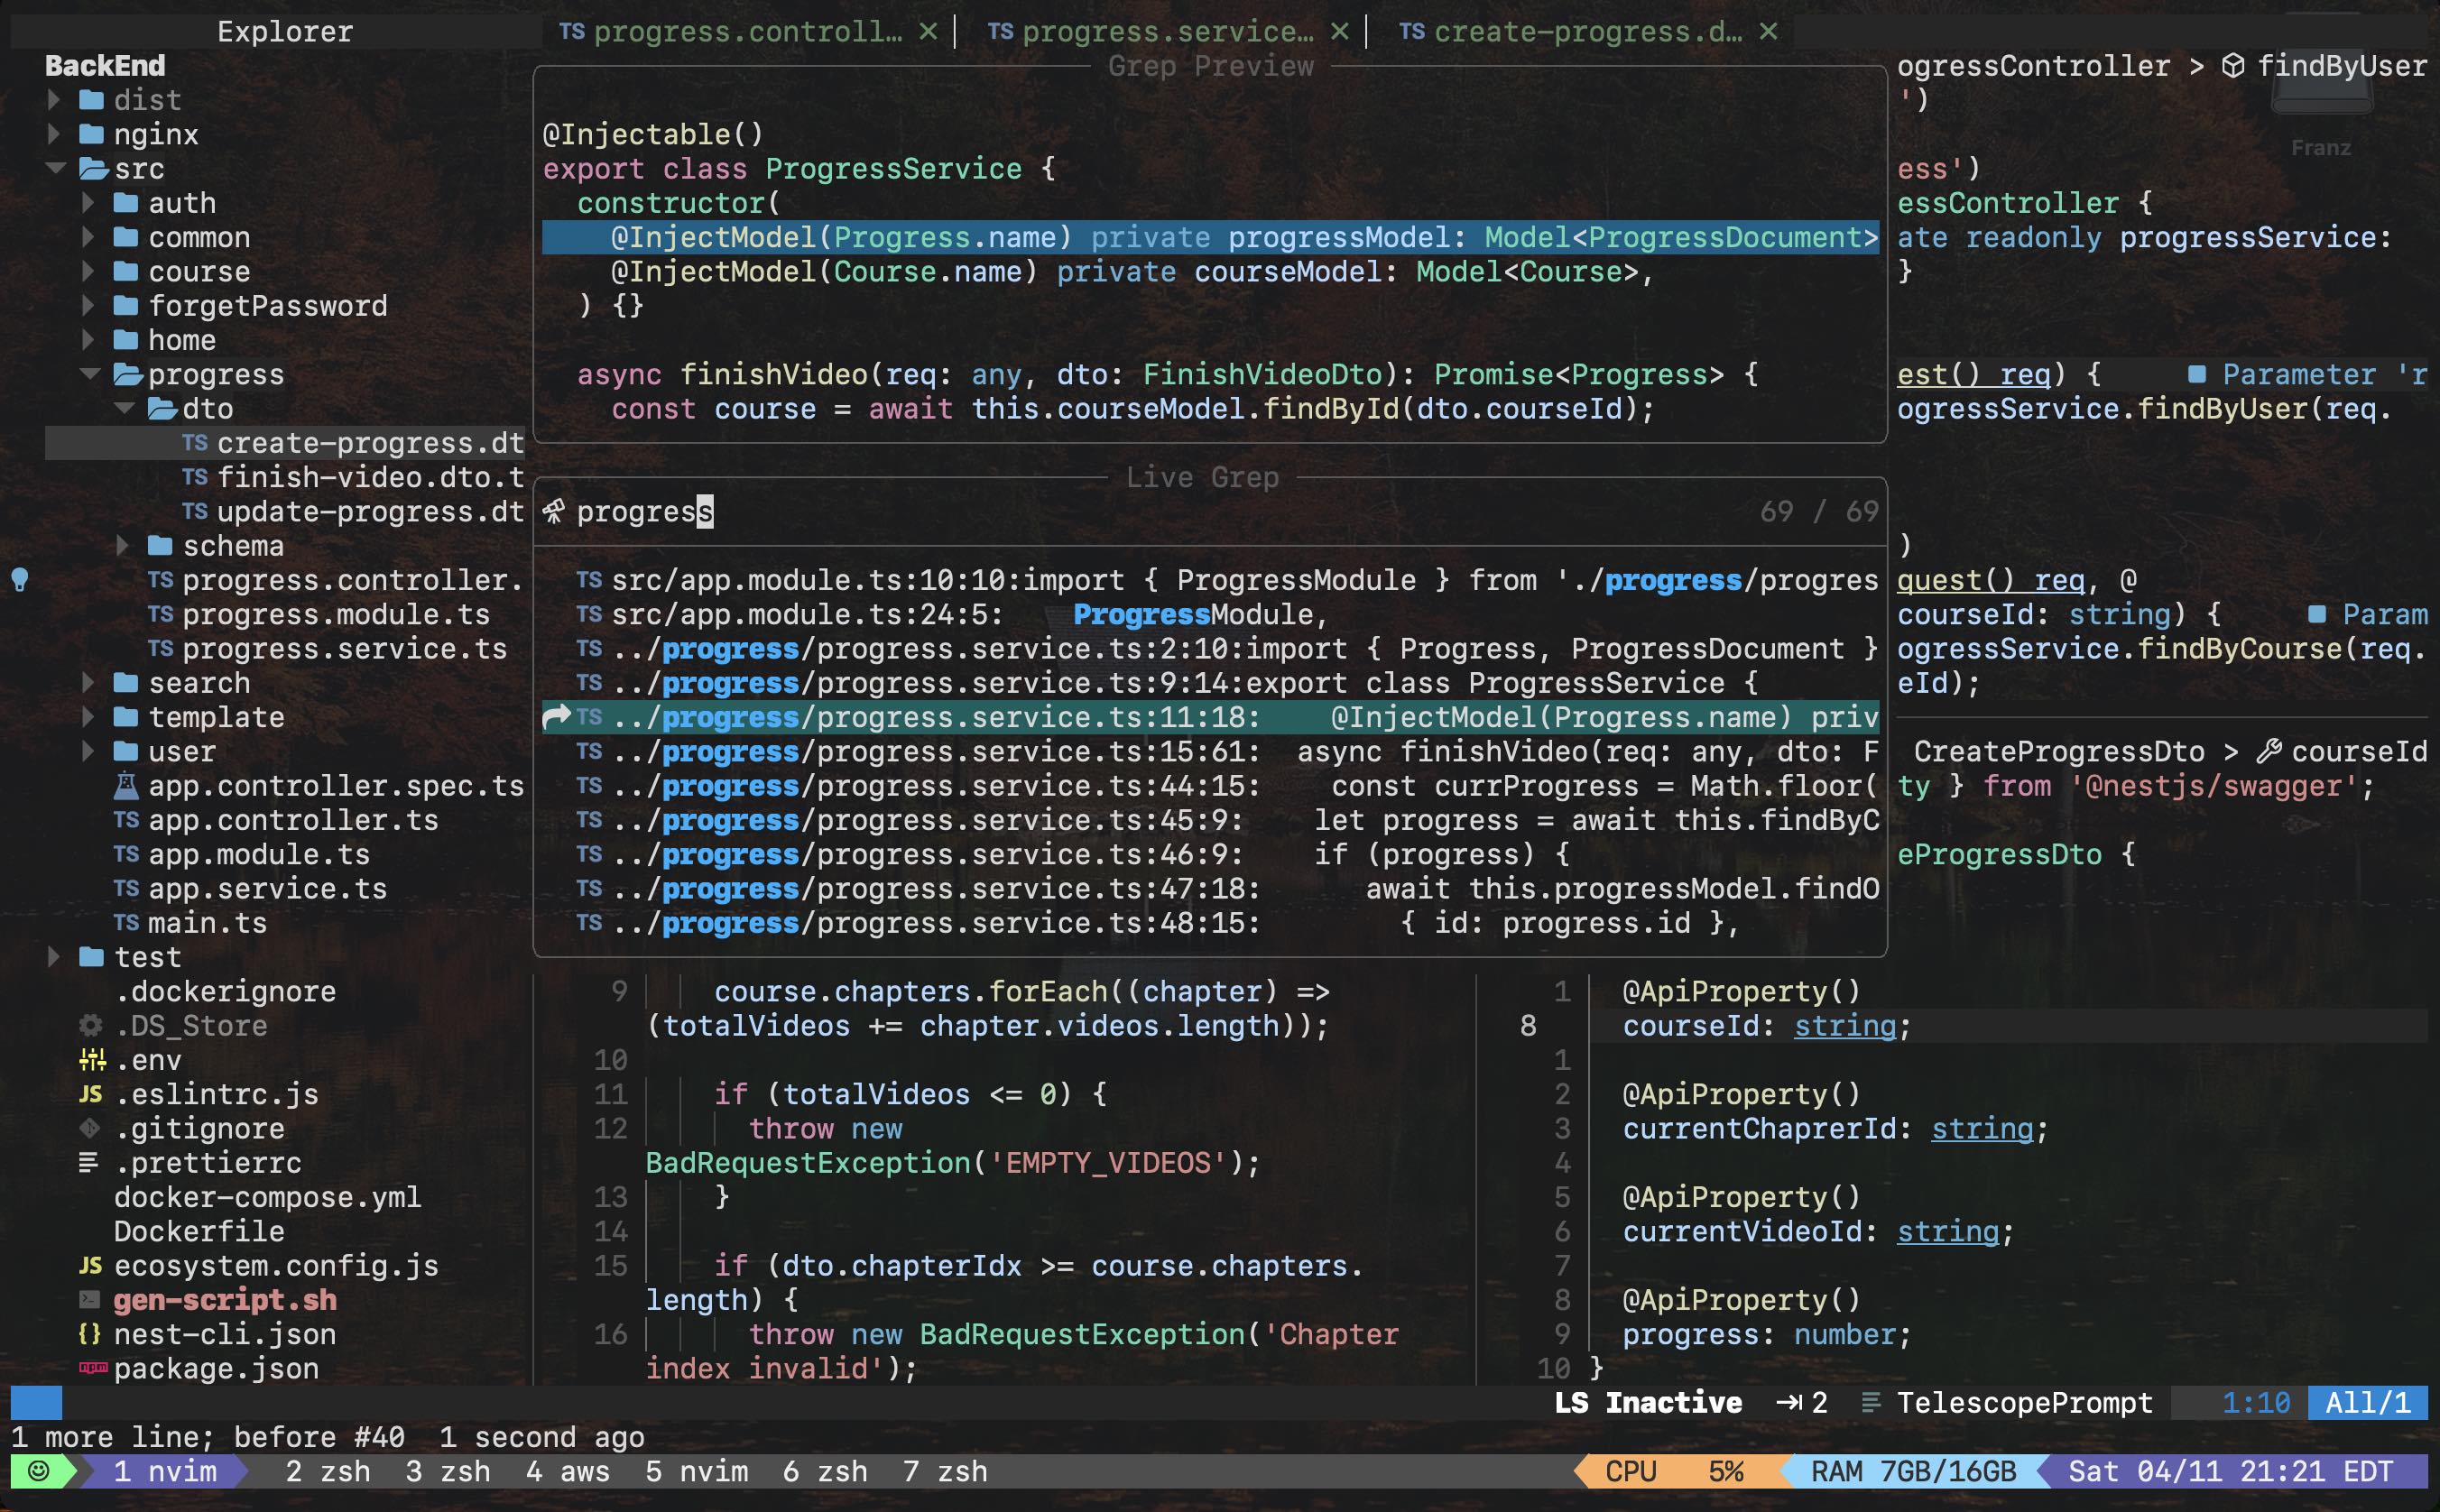 Explorer
TS progress.controll… ✕
TS progress.service… ✕
TS create-progress.d… ✕
BackEnd
dist
nginx
src
auth
common
course
forgetPassword
home
progress
dto
TS create-progress.dt
TS finish-video.dto.t
TS update-progress.dt
schema
TS progress.controller.
TS progress.module.ts
TS progress.service.ts
search
template
user
app.controller.spec.ts
TS app.controller.ts
TS app.module.ts
TS app.service.ts
TS main.ts
test
.dockerignore
.DS_Store
.env
JS .eslintrc.js
.gitignore
.prettierrc
docker-compose.yml
Dockerfile
JS ecosystem.config.js
gen-script.sh
{} nest-cli.json
npm package.json
Grep Preview
@Injectable()
export class ProgressService {
constructor(
@InjectModel(Progress.name) private progressModel: Model<ProgressDocument>
@InjectModel(Course.name) private courseModel: Model<Course>,
) {}
async finishVideo(req: any, dto: FinishVideoDto): Promise<Progress> {
const course = await this.courseModel.findById(dto.courseId);
Live Grep
progress 69 / 69
TS src/app.module.ts:10:10:import { ProgressModule } from './progress/progres
TS src/app.module.ts:24:5: ProgressModule,
TS ../progress/progress.service.ts:2:10:import { Progress, ProgressDocument }
TS ../progress/progress.service.ts:9:14:export class ProgressService {
TS ../progress/progress.service.ts:11:18: @InjectModel(Progress.name) priv
TS ../progress/progress.service.ts:15:61: async finishVideo(req: any, dto: F
TS ../progress/progress.service.ts:44:15: const currProgress = Math.floor(
TS ../progress/progress.service.ts:45:9: let progress = await this.findByC
TS ../progress/progress.service.ts:46:9: if (progress) {
TS ../progress/progress.service.ts:47:18: await this.progressModel.findO
TS ../progress/progress.service.ts:48:15: { id: progress.id },
ogressController > findByUser
')
Franz
ess')
essController {
ate readonly progressService:
}
est() req) { ■ Parameter 'r
ogressService.findByUser(req.
)
quest() req, @
courseId: string) { ■ Param
ogressService.findByCourse(req.
eId);
CreateProgressDto > courseId
ty } from '@nestjs/swagger';
eProgressDto {
9 course.chapters.forEach((chapter) =>
(totalVideos += chapter.videos.length));
10
11 if (totalVideos <= 0) {
12 throw new
BadRequestException('EMPTY_VIDEOS');
13 }
14
15 if (dto.chapterIdx >= course.chapters.
length) {
16 throw new BadRequestException('Chapter
index invalid');
1 @ApiProperty()
8 courseId: string;
1
2 @ApiProperty()
3 currentChaprerId: string;
4
5 @ApiProperty()
6 currentVideoId: string;
7
8 @ApiProperty()
9 progress: number;
10 }
LS Inactive ⇥ 2 TelescopePrompt 1:10 All/1
1 more line; before #40 1 second ago
1 nvim 2 zsh 3 zsh 4 aws 5 nvim 6 zsh 7 zsh
CPU 5% RAM 7GB/16GB Sat 04/11 21:21 EDT